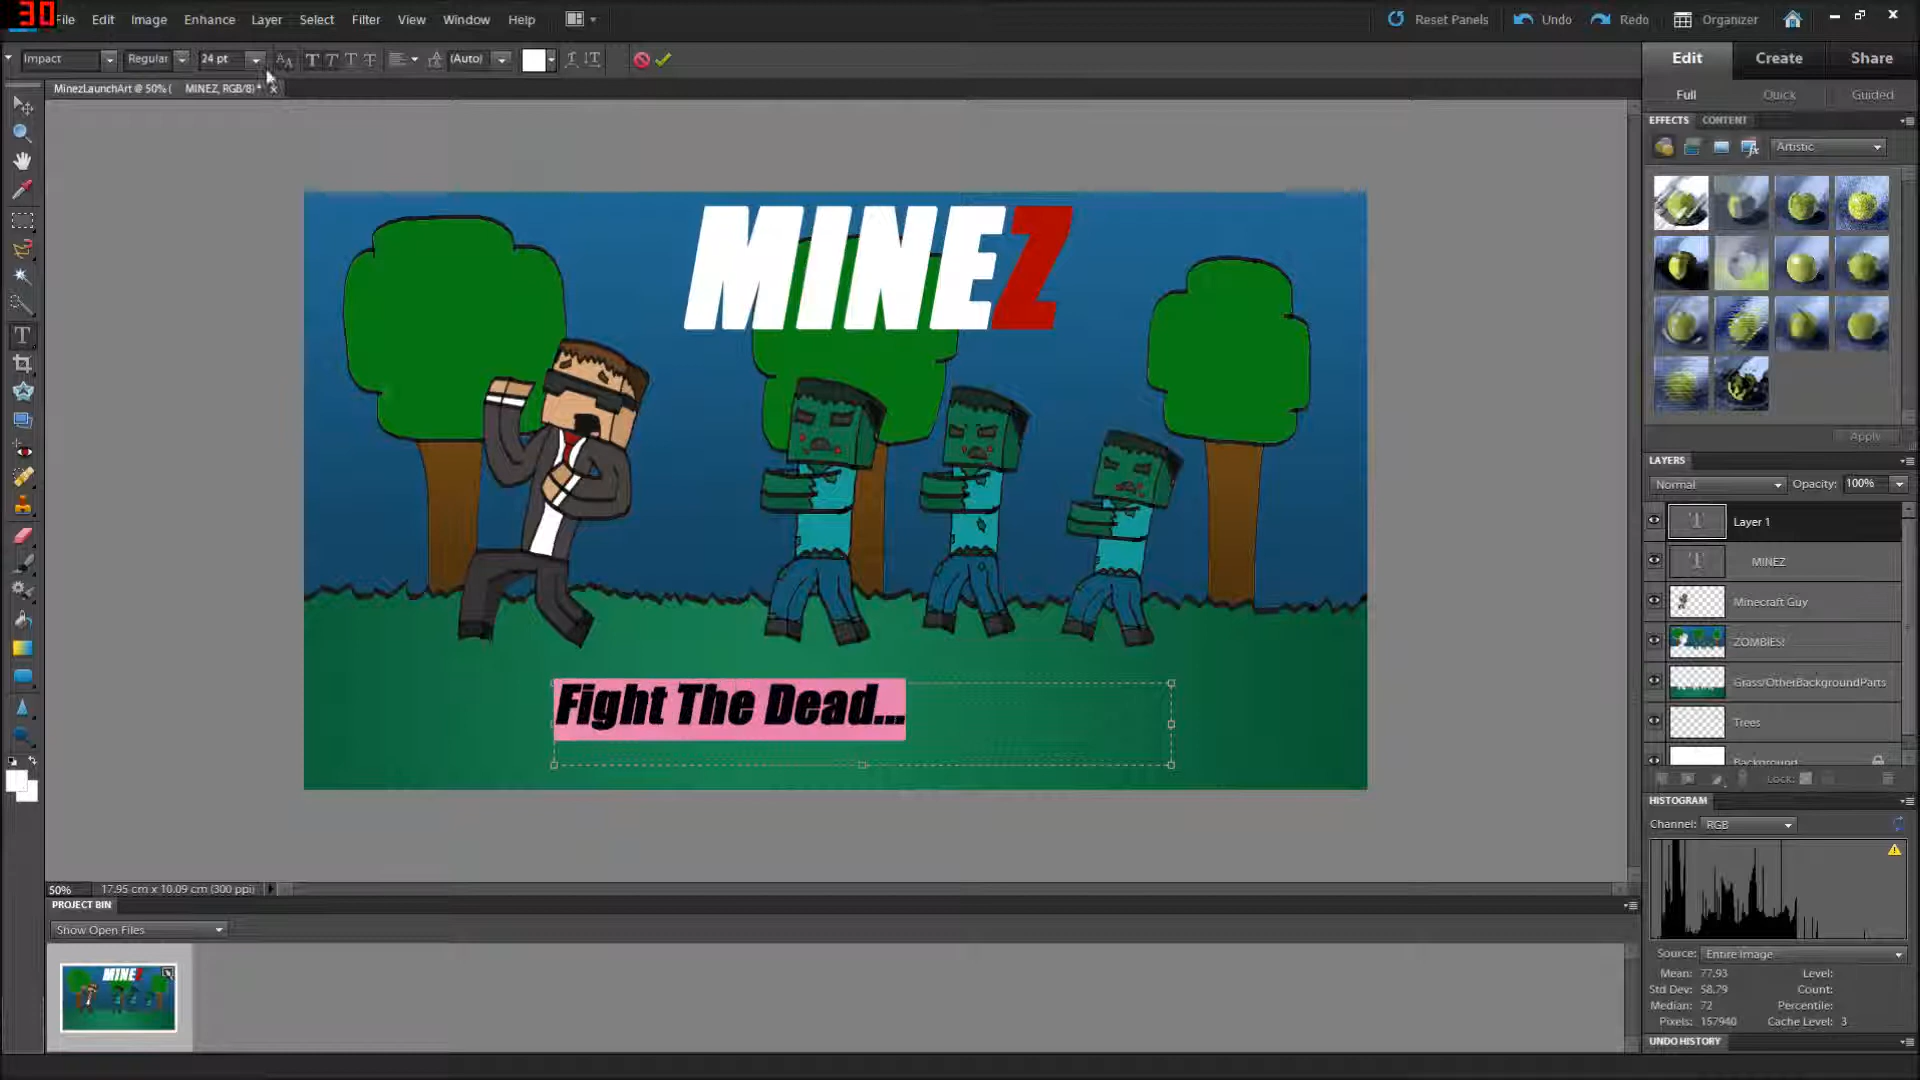 30
File Edit Image Enhance Layer Select Filter View Window Help
Reset Panels Undo Redo Organizer
Impact Regular 24 pt (Auto)
Edit Create Share
MinezLaunchArt @ 50% ( MINEZ, RGB/8) *
Full Quick Guided
EFFECTS CONTENT
Artistic
MINEZ
Apply
LAYERS
Normal Opacity: 100%
Layer 1
MINEZ
Minecraft Guy
ZOMBIES!
Grass/OtherBackgroundParts
Trees
Background
Lock:
Fight The Dead...
HISTOGRAM
Channel: RGB
50% 17.95 cm x 10.09 cm (300 ppi)
PROJECT BIN
Show Open Files
Source: Entire Image
Mean: 77.93 Level:
Std Dev: 58.79 Count:
Median: 72 Percentile:
Pixels: 157940 Cache Level: 3
MINEZ
UNDO HISTORY